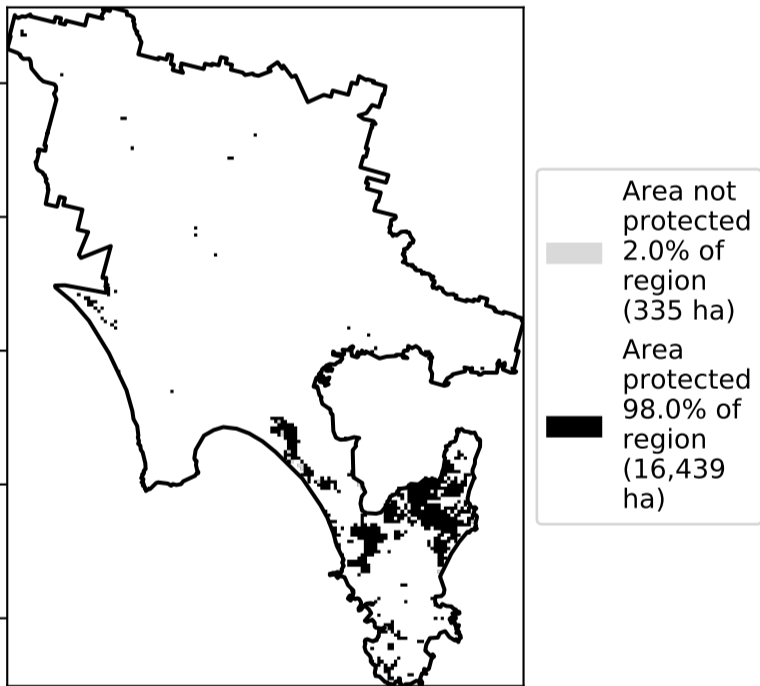 Area not
protected
2.0% of
region
(335 ha)
Area
protected
98.0% of
region
(16,439
ha)